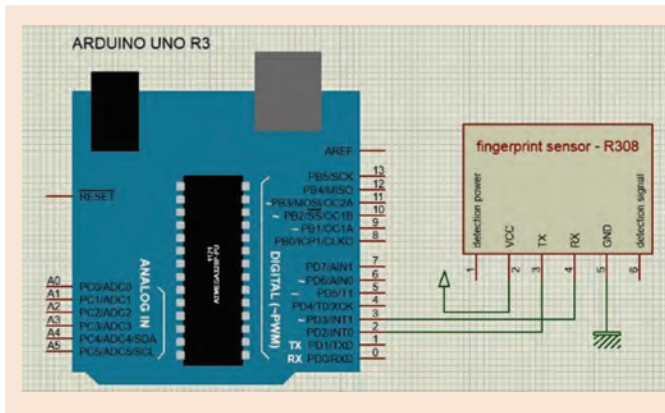 ARDUINO UNO R3
fingerprint sensor - R308
detection power
VCC
TX
RX
GND
detection signal
1
2
3
4
5
6
RESET
AREF
PB5/SCK 13
PB4/MISO 12
~PB3/MOSI/OC2A 11
~ PB2/SS/OC1B 10
~ PB1/OC1A 9
PB0/ICP1/CLKO 8
PD7/AIN1 7
~ PD6/AIN0 6
~ PD5/T1 5
PD4/T0/XCK 4
~ PD3/INT1 3
PD2/INT0 2
TX PD1/TXD 1
RX PD0/RXD 0
DIGITAL (~PWM)
ANALOG IN
1121
ATMEGA328P-PU
A0 PC0/ADC0
A1 PC1/ADC1
A2 PC2/ADC2
A3 PC3/ADC3
A4 PC4/ADC4/SDA
A5 PC5/ADC5/SCL